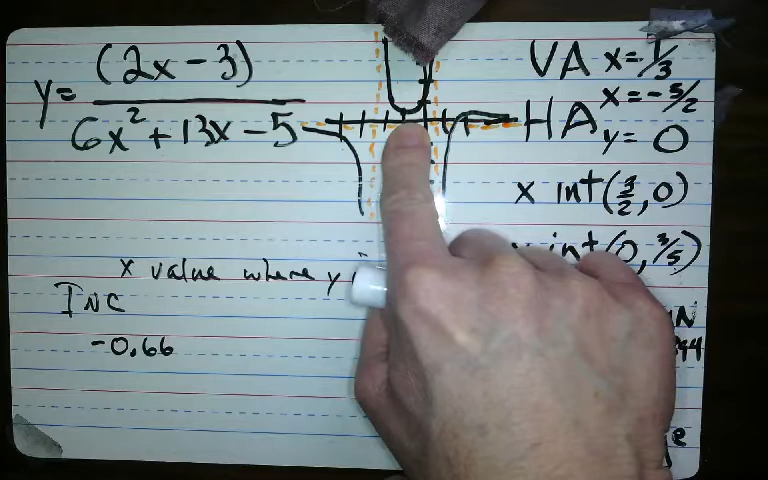 y = (2x - 3) / 6x² + 13x - 5
VA x = 1/3
x = -5/2
HA y = 0
x int (3/2, 0)
int (0, 3/5)
x value where y
INC
-0.66